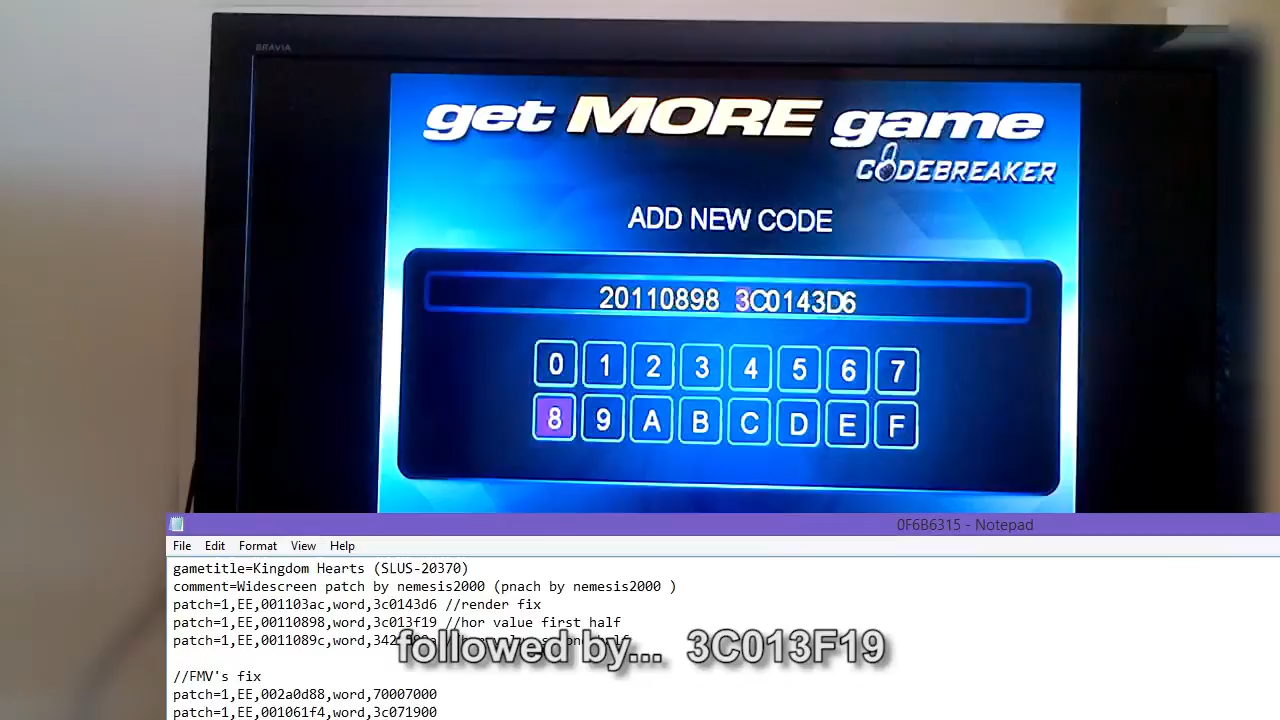 BRAVIA
get MORE game
CODEBREAKER
ADD NEW CODE
20110898 3C0143D6
0 1 2 3 4 5 6 7
8 9 A B C D E F
0F6B6315 - Notepad
File Edit Format View Help
gametitle=Kingdom Hearts (SLUS-20370)
comment=Widescreen patch by nemesis2000 (pnach by nemesis2000 )
patch=1,EE,001103ac,word,3c0143d6 //render fix
patch=1,EE,00110898,word,3c013f19 //hor value first half
patch=1,EE,0011089c,word,342
followed by... 3C013F19
//FMV's fix
patch=1,EE,002a0d88,word,70007000
patch=1,EE,001061f4,word,3c071900